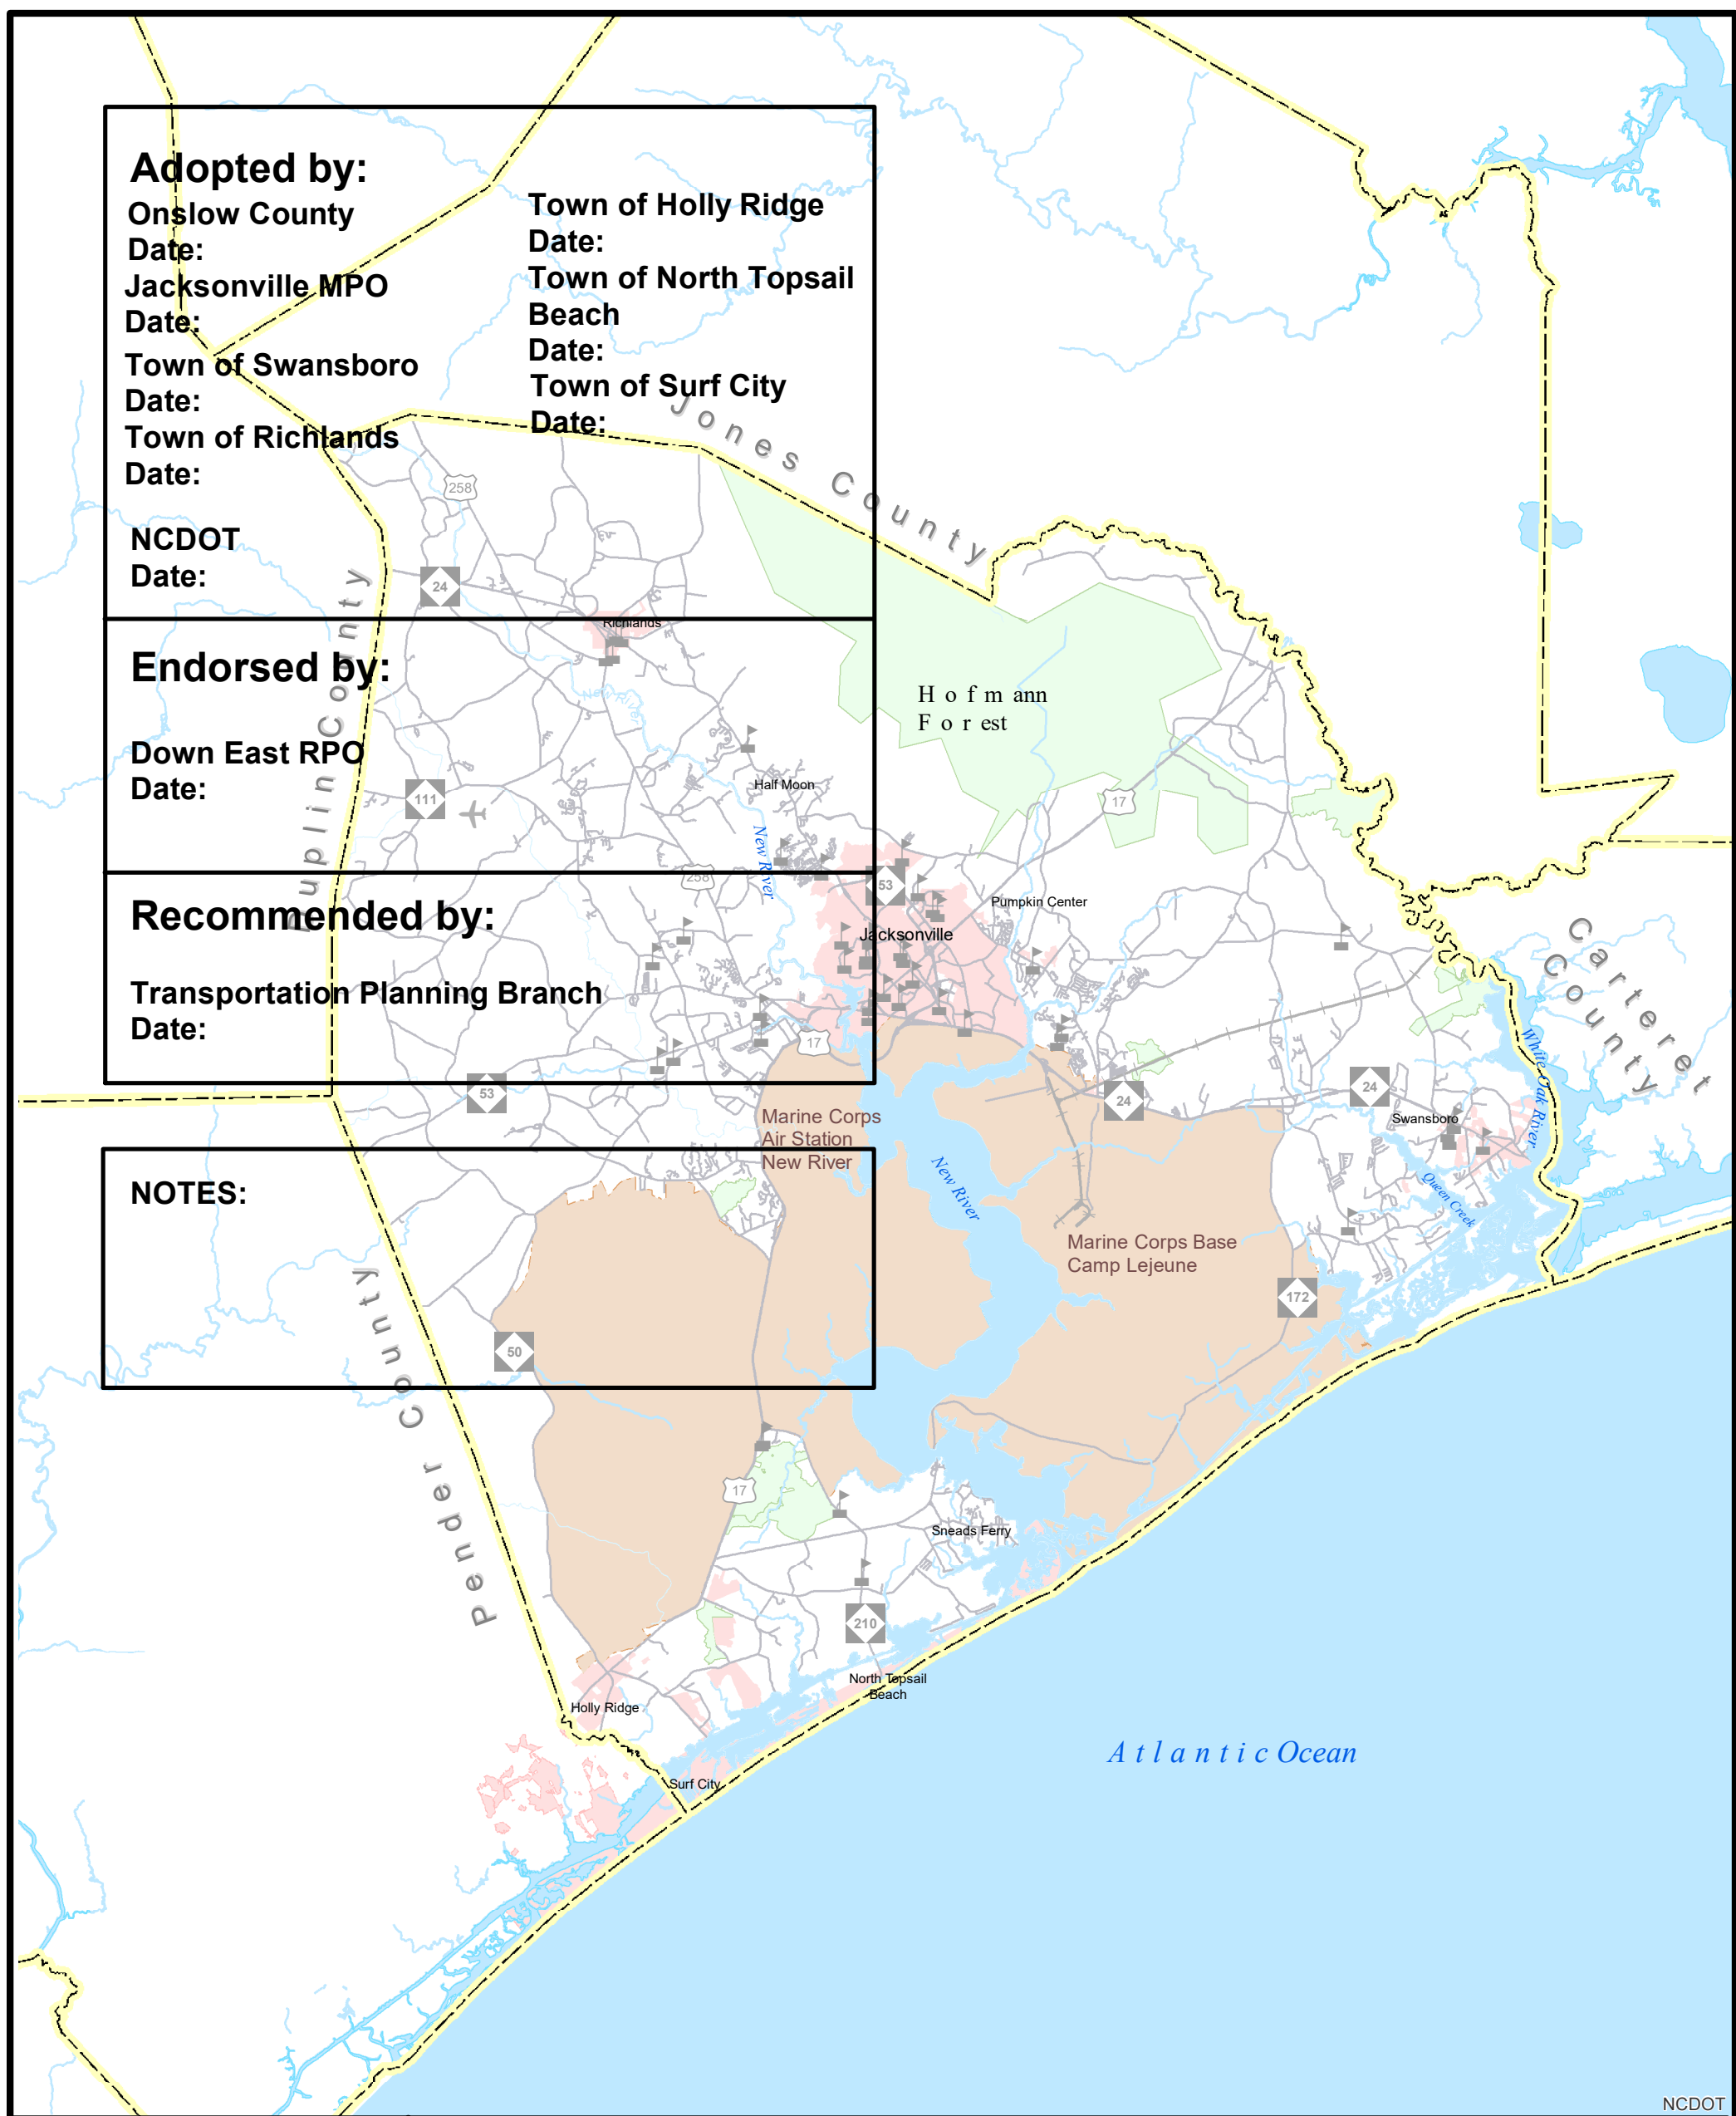 Adopted by:
Onslow County
Date:
Jacksonville MPO
Date:
Town of Swansboro
Date:
Town of Richlands
Date:
NCDOT
Date:
Town of Holly Ridge
Date:
Town of North Topsail
Beach
Date:
Town of Surf City
Date:
Endorsed by:
Down East RPO
Date:
Recommended by:
Transportation Planning Branch
Date:
NOTES:
Jones County
258
24
Richlands
Duplin County
New River
Hofmann
Forest
Half Moon
111
17
New River
258
53
Pumpkin Center
Jacksonville
Carteret
County
17
White Oak River
53
24
24
Swansboro
Marine Corps
Air Station
New River
New River
Queen Creek
Marine Corps Base
Camp Lejeune
172
50
Pender County
17
Sneads Ferry
210
North Topsail
Beach
Holly Ridge
Atlantic Ocean
Surf City
NCDOT